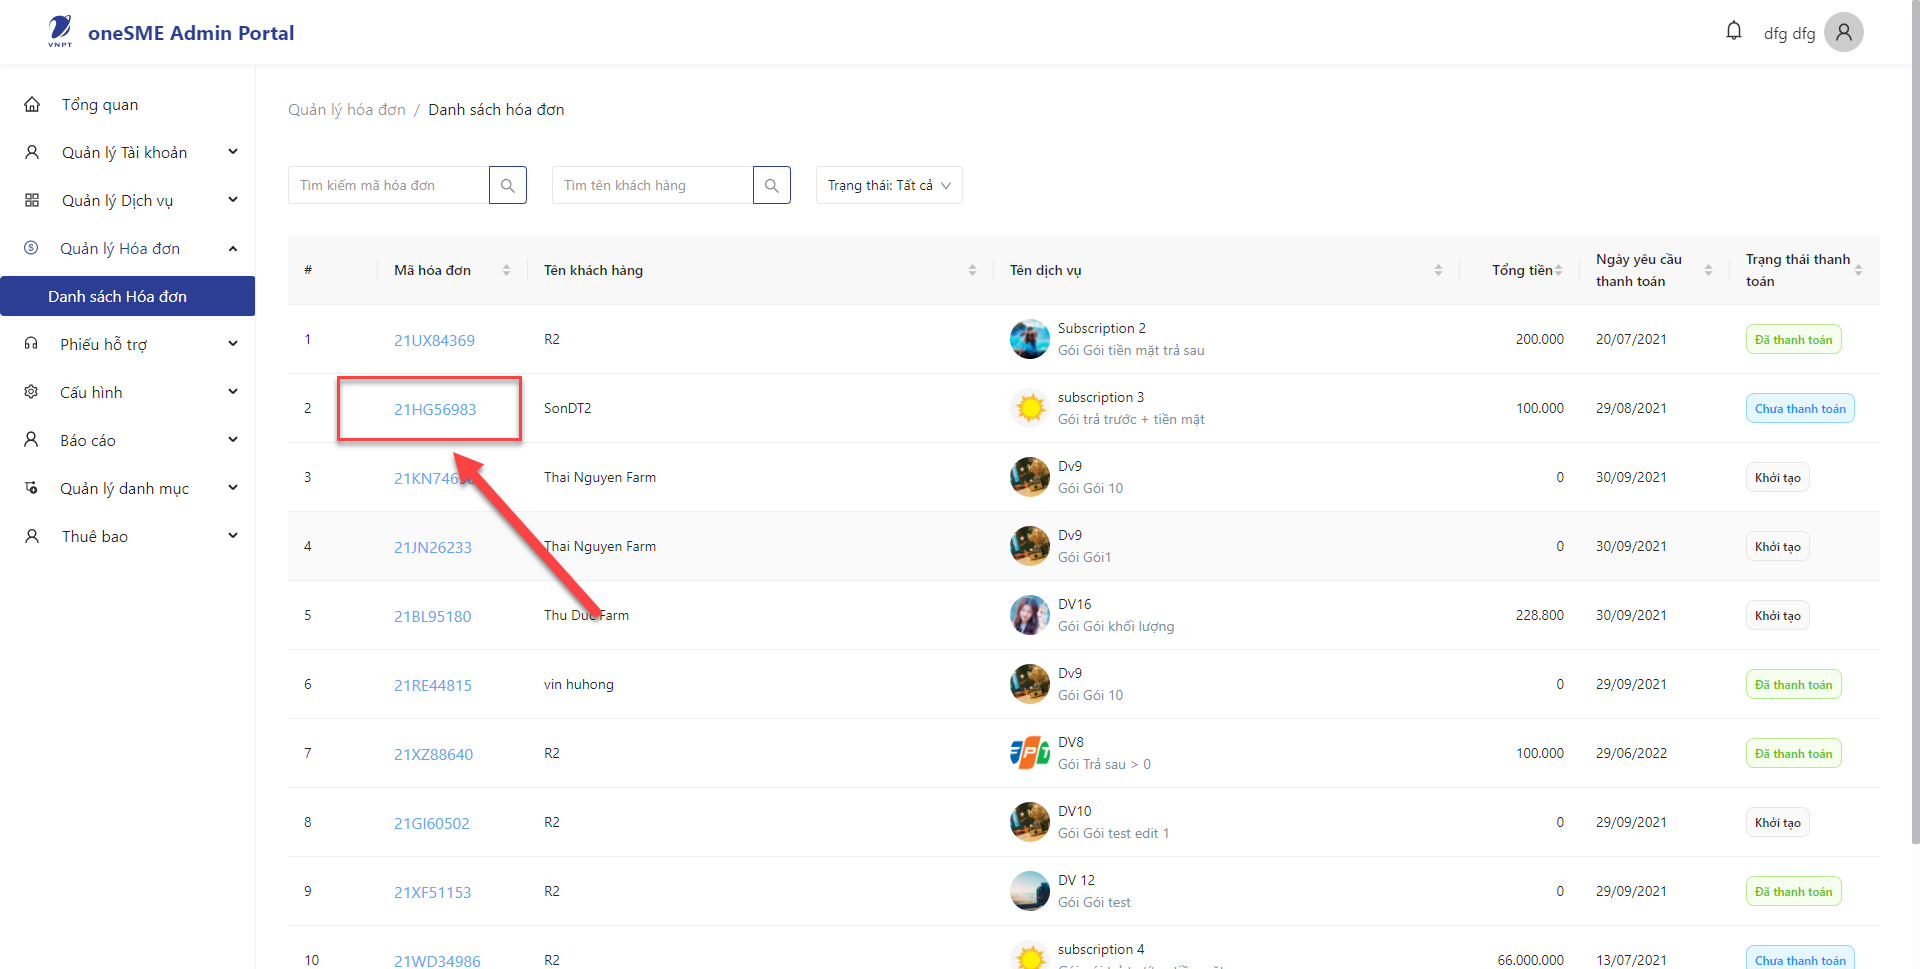 VNPT
oneSME Admin Portal
dfg dfg
Tổng quan
Quản lý Tài khoản
Quản lý Dịch vụ
Quản lý Hóa đơn
Danh sách Hóa đơn
Phiếu hỗ trợ
Cấu hình
Báo cáo
Quản lý danh mục
Thuê bao
Quản lý hóa đơn / Danh sách hóa đơn
Tìm kiếm mã hóa đơn
Tìm tên khách hàng
Trạng thái: Tất cả
# Mã hóa đơn Tên khách hàng Tên dịch vụ Tổng tiền Ngày yêu cầu thanh toán Trạng thái thanh toán
1 21UX84369 R2 Subscription 2 200.000 20/07/2021 Đã thanh toán
Gói Gói tiền mặt trả sau
2 21HG56983 SonDT2 subscription 3 100.000 29/08/2021 Chưa thanh toán
Gói trả trước + tiền mặt
3 Thai Nguyen Farm Dv9 0 30/09/2021 Khởi tạo
Gói Gói 10
4 21JN26233 Thai Nguyen Farm Dv9 0 30/09/2021 Khởi tạo
Gói Gói1
5 21BL95180 Thu Duc Farm DV16 228.800 30/09/2021 Khởi tạo
Gói Gói khối lượng
6 21RE44815 vin huhong Dv9 0 29/09/2021 Đã thanh toán
Gói Gói 10
7 21XZ88640 R2 FPT DV8 100.000 29/06/2022 Đã thanh toán
Gói Trả sau > 0
8 21GI60502 R2 DV10 0 29/09/2021 Khởi tạo
Gói Gói test edit 1
9 21XF51153 R2 DV 12 0 29/09/2021 Đã thanh toán
Gói Gói test
10 21WD34986 R2 subscription 4 66.000.000 13/07/2021 Chưa thanh toán